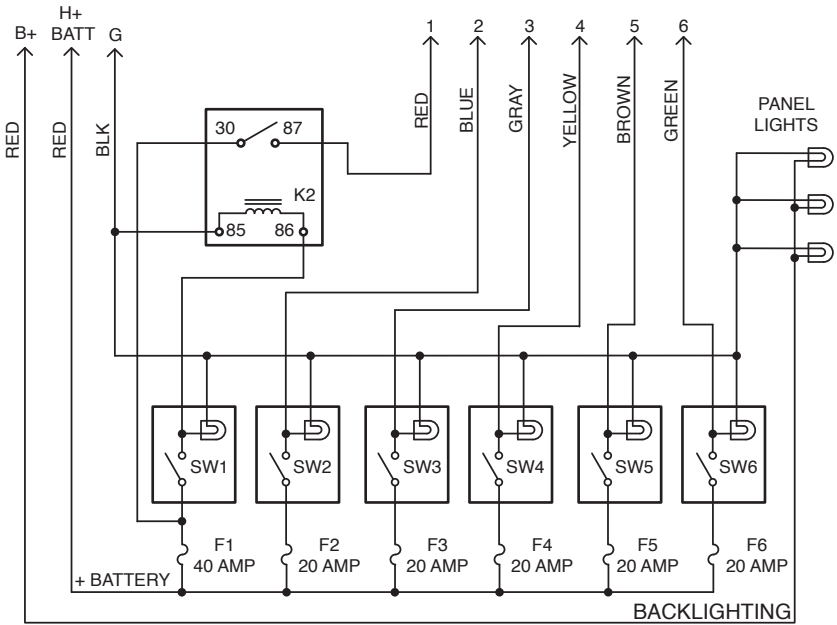 B+
H+
BATT
G
1
2
3
4
5
6
RED
RED
BLK
RED
BLUE
GRAY
YELLOW
BROWN
GREEN
PANEL
LIGHTS
30
87
K2
85
86
SW1
SW2
SW3
SW4
SW5
SW6
F1
40 AMP
F2
20 AMP
F3
20 AMP
F4
20 AMP
F5
20 AMP
F6
20 AMP
+ BATTERY
BACKLIGHTING